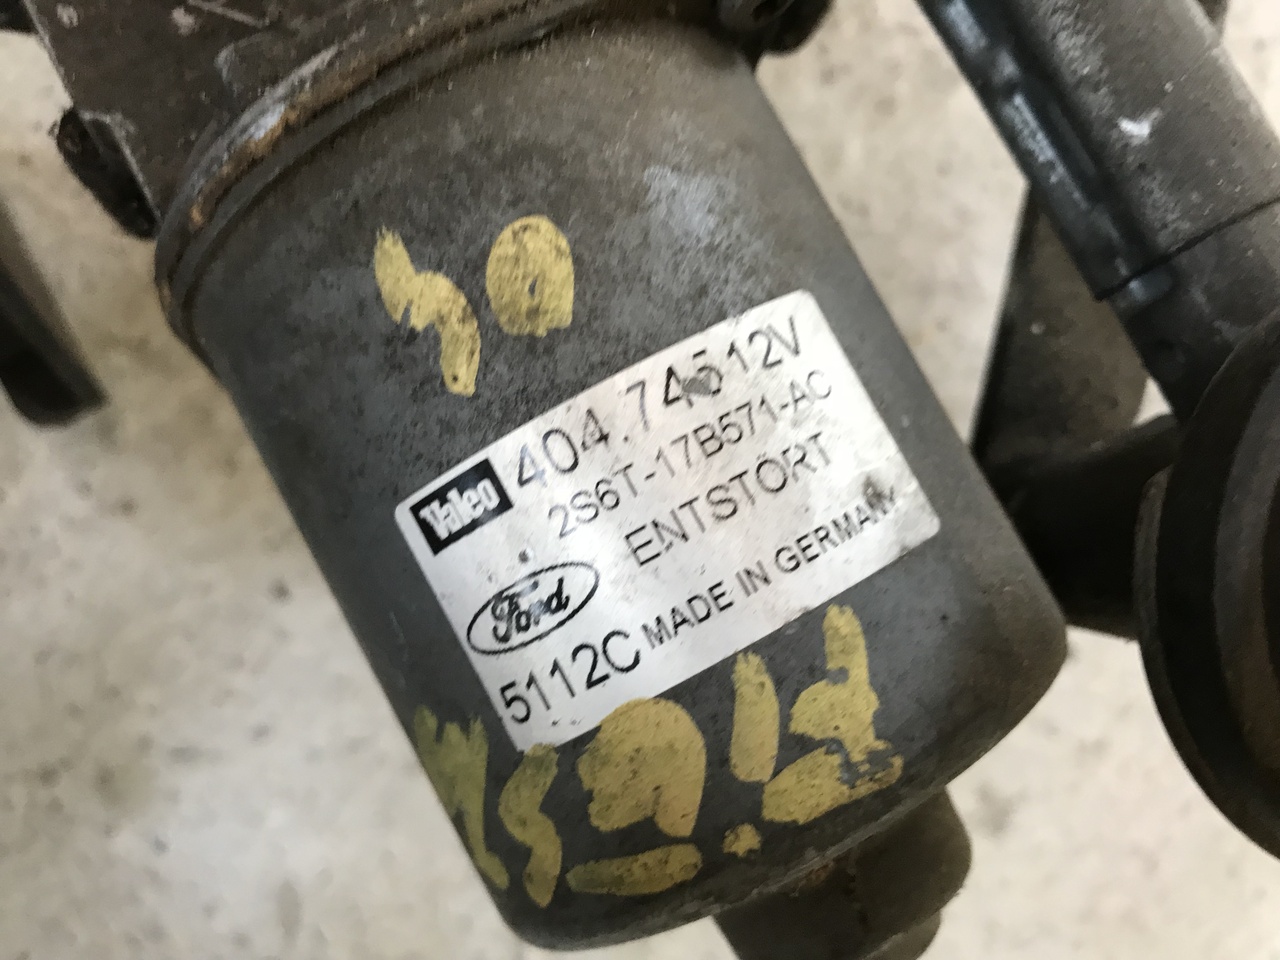 Valeo 404.745 12V
2S6T-17B571-AC
ENTSTÖRT
Ford
5112C MADE IN GERMANY